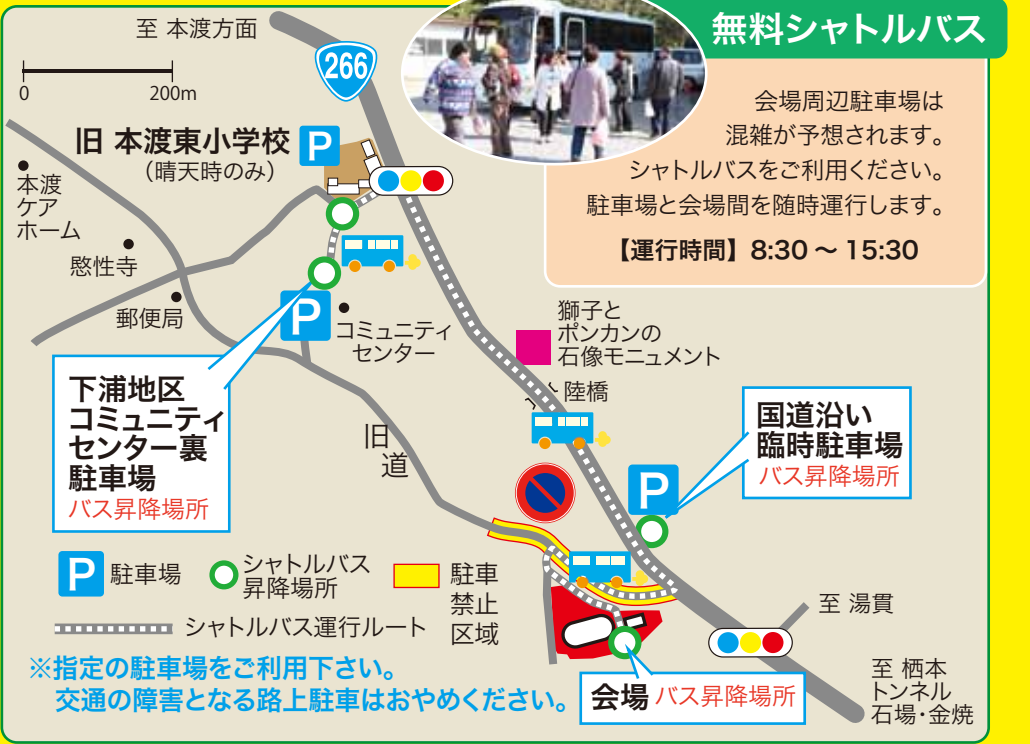 無料シャトルバス
会場周辺駐車場は
混雑が予想されます。
シャトルバスをご利用ください。
駐車場と会場間を随時運行します。
【運行時間】8:30～15:30
至 本渡方面
266
0 200m
旧 本渡東小学校 P
（晴天時のみ）
本渡
ケア
ホーム
愍性寺
郵便局
P
コミュニティ
センター
獅子と
ポンカンの
石像モニュメント
陸橋
下浦地区
コミュニティ
センター裏
駐車場
バス昇降場所
旧
道
国道沿い
臨時駐車場
バス昇降場所
P
P 駐車場
シャトルバス
昇降場所
駐車
禁止
区域
シャトルバス運行ルート
至 湯貫
至 栖本
トンネル
石場・金焼
会場 バス昇降場所
※指定の駐車場をご利用下さい。
交通の障害となる路上駐車はおやめください。